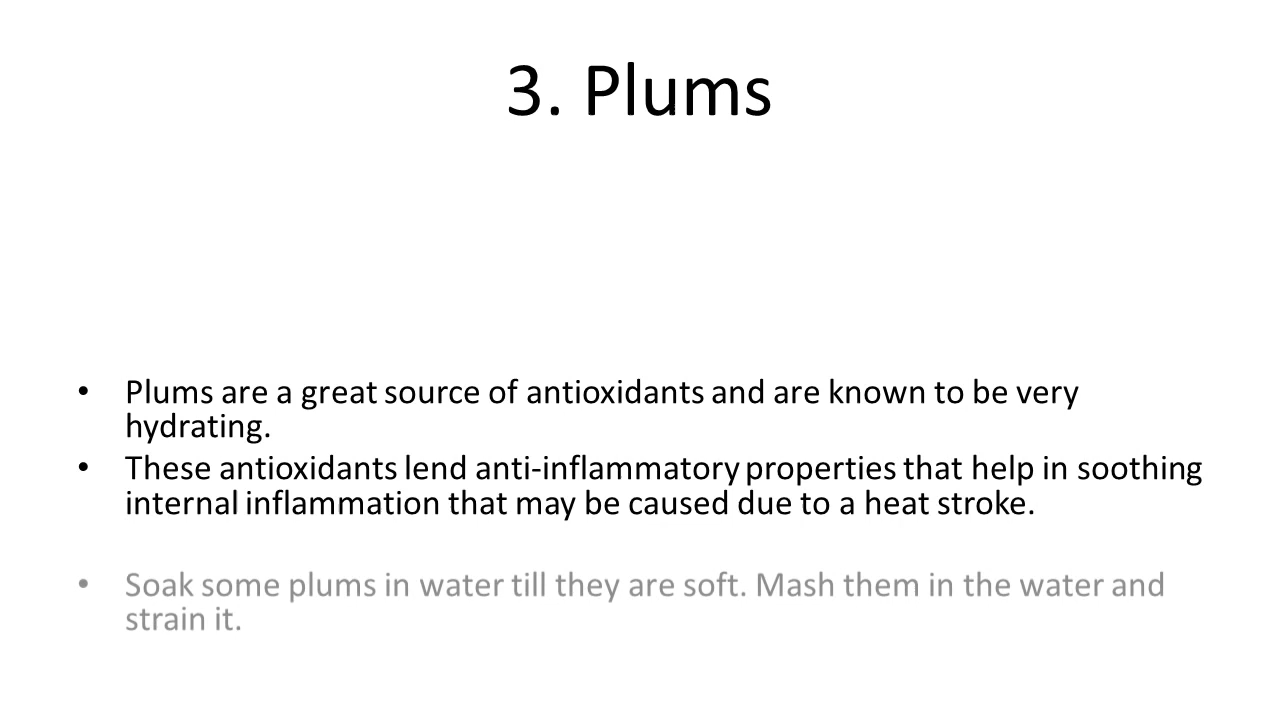 3. Plums
• Plums are a great source of antioxidants and are known to be very
hydrating.
• These antioxidants lend anti-inflammatory properties that help in soothing
internal inflammation that may be caused due to a heat stroke.
• Soak some plums in water till they are soft. Mash them in the water and
strain it.